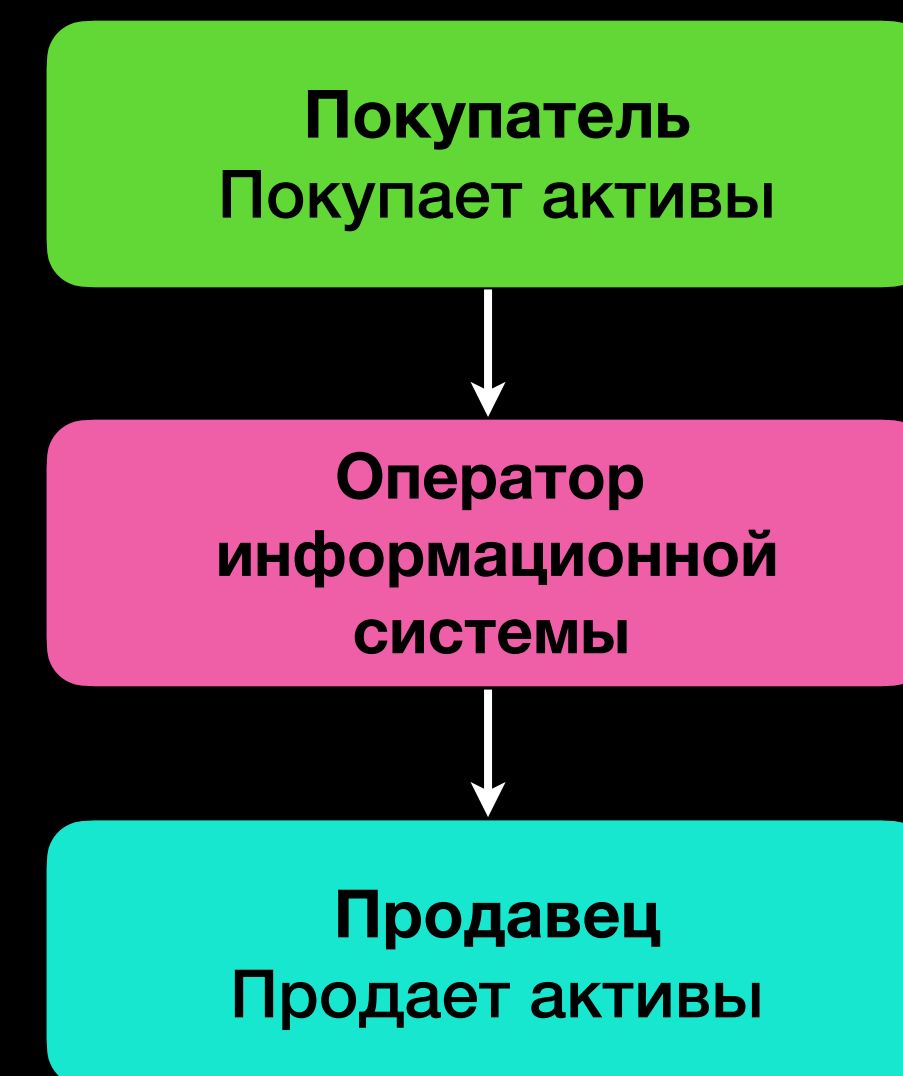 Покупатель
Покупает активы
Оператор
информационной
системы
Продавец
Продает активы